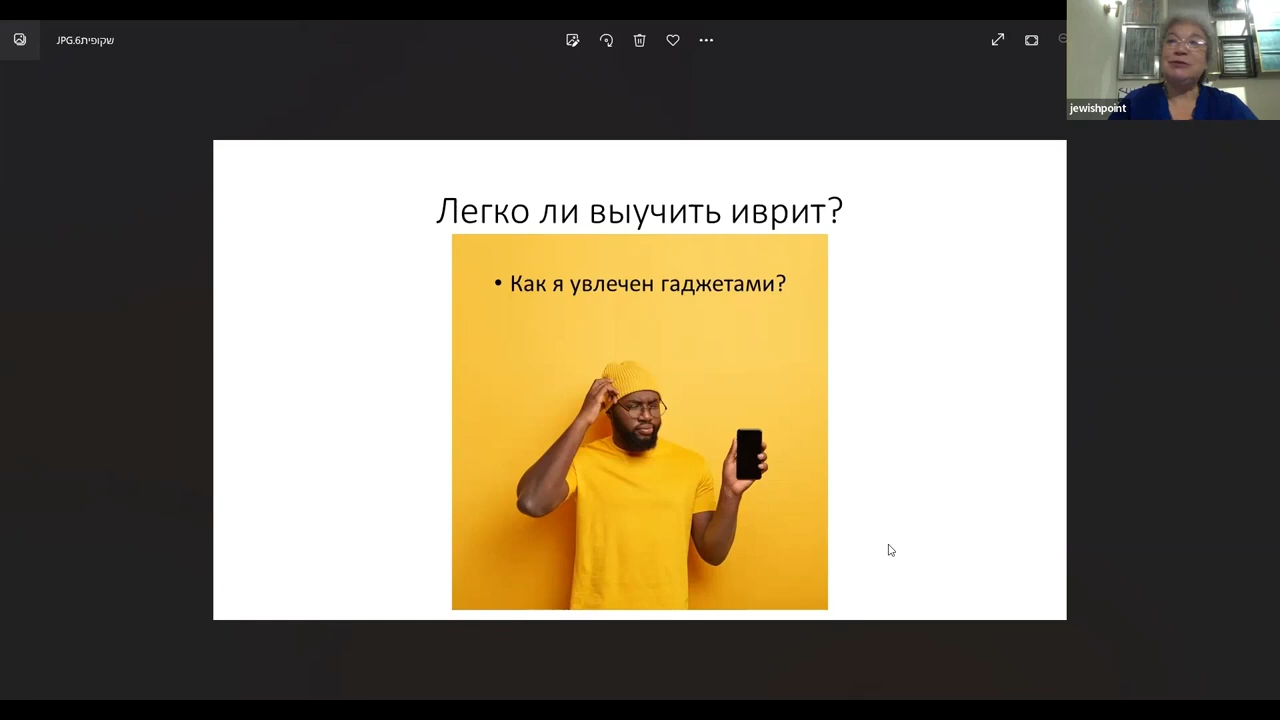 שקופית6.JPG
jewishpoint
Легко ли выучить иврит?
• Как я увлечен гаджетами?